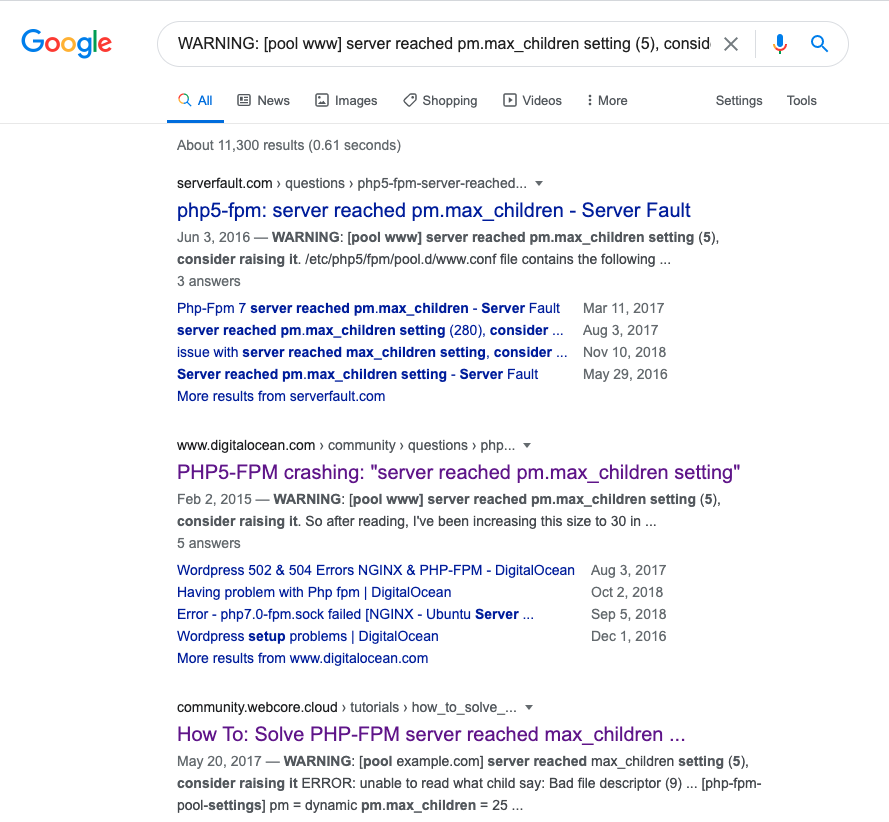 Google
WARNING: [pool www] server reached pm.max_children setting (5), consid
All News Images Shopping Videos More Settings Tools
About 11,300 results (0.61 seconds)
serverfault.com › questions › php5-fpm-server-reached...
php5-fpm: server reached pm.max_children - Server Fault
Jun 3, 2016 — WARNING: [pool www] server reached pm.max_children setting (5),
consider raising it. /etc/php5/fpm/pool.d/www.conf file contains the following ...
3 answers
Php-Fpm 7 server reached pm.max_children - Server Fault Mar 11, 2017
server reached pm.max_children setting (280), consider ... Aug 3, 2017
issue with server reached max_children setting, consider ... Nov 10, 2018
Server reached pm.max_children setting - Server Fault May 29, 2016
More results from serverfault.com
www.digitalocean.com › community › questions › php...
PHP5-FPM crashing: "server reached pm.max_children setting"
Feb 2, 2015 — WARNING: [pool www] server reached pm.max_children setting (5),
consider raising it. So after reading, I've been increasing this size to 30 in ...
5 answers
Wordpress 502 & 504 Errors NGINX & PHP-FPM - DigitalOcean Aug 3, 2017
Having problem with Php fpm | DigitalOcean Oct 2, 2018
Error - php7.0-fpm.sock failed [NGINX - Ubuntu Server ... Sep 5, 2018
Wordpress setup problems | DigitalOcean Dec 1, 2016
More results from www.digitalocean.com
community.webcore.cloud › tutorials › how_to_solve_...
How To: Solve PHP-FPM server reached max_children ...
May 20, 2017 — WARNING: [pool example.com] server reached max_children setting (5),
consider raising it ERROR: unable to read what child say: Bad file descriptor (9) ... [php-fpm-
pool-settings] pm = dynamic pm.max_children = 25 ...